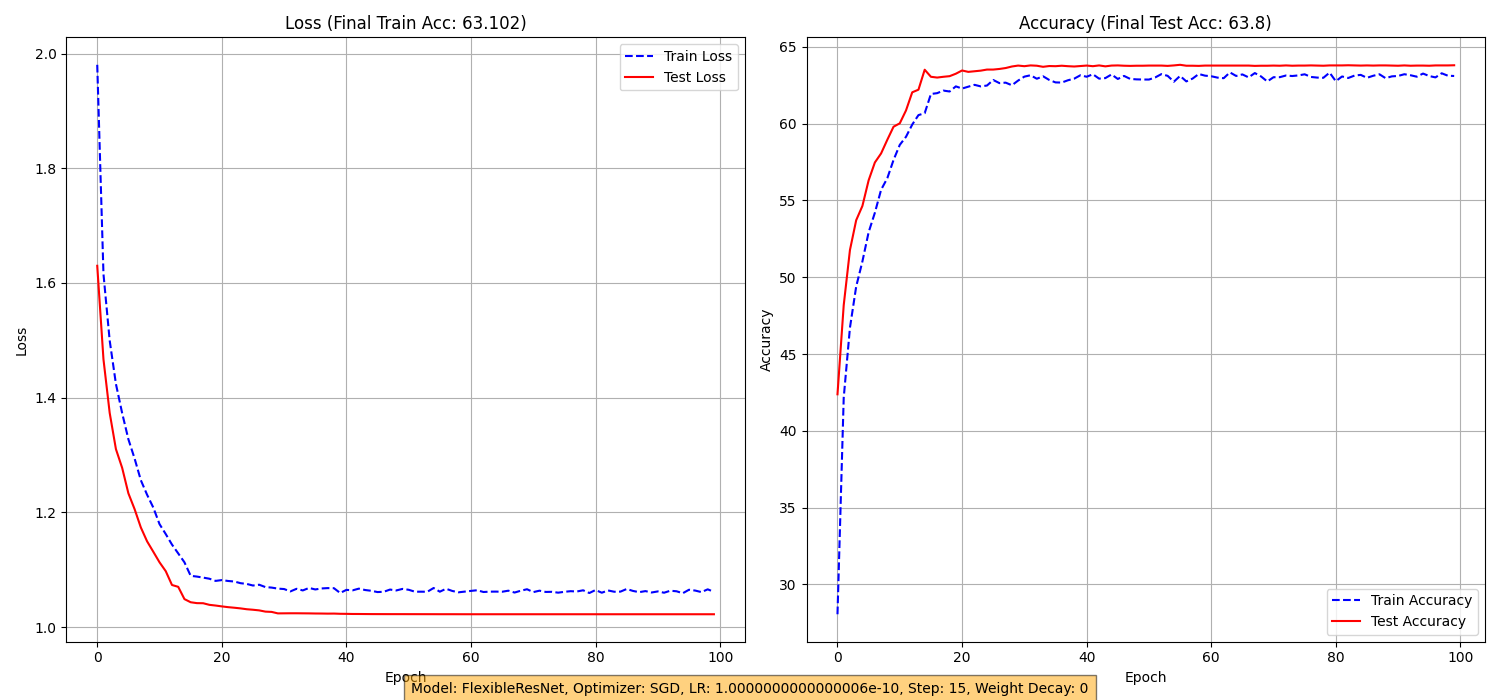 Loss (Final Train Acc: 63.102)
2.0
1.8
1.6
1.4
1.2
1.0
Loss
0 20 40 60 80 100
Epoch
Train Loss
Test Loss
Accuracy (Final Test Acc: 63.8)
65
60
55
50
45
40
35
30
Accuracy
0 20 40 60 80 100
Epoch
Train Accuracy
Test Accuracy
Model: FlexibleResNet, Optimizer: SGD, LR: 1.0000000000000006e-10, Step: 15, Weight Decay: 0